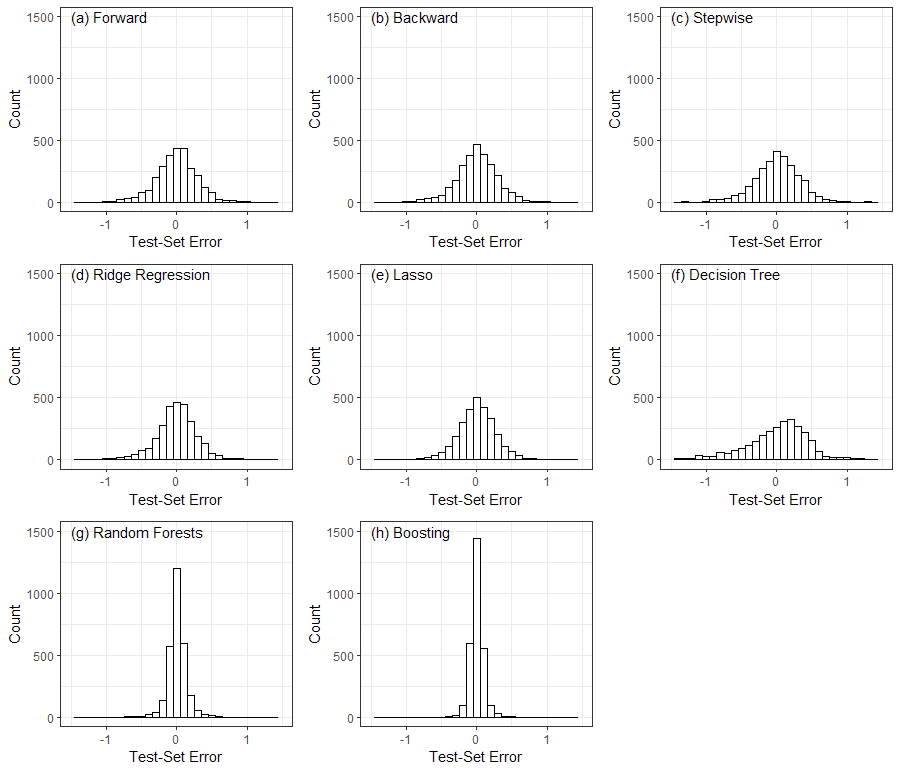 (a) Forward
1500
1000
500
0
Count
-1 0 1
Test-Set Error
(b) Backward
1500
1000
500
0
Count
-1 0 1
Test-Set Error
(c) Stepwise
1500
1000
500
0
Count
-1 0 1
Test-Set Error
(d) Ridge Regression
1500
1000
500
0
Count
-1 0 1
Test-Set Error
(e) Lasso
1500
1000
500
0
Count
-1 0 1
Test-Set Error
(f) Decision Tree
1500
1000
500
0
Count
-1 0 1
Test-Set Error
(g) Random Forests
1500
1000
500
0
Count
-1 0 1
Test-Set Error
(h) Boosting
1500
1000
500
0
Count
-1 0 1
Test-Set Error